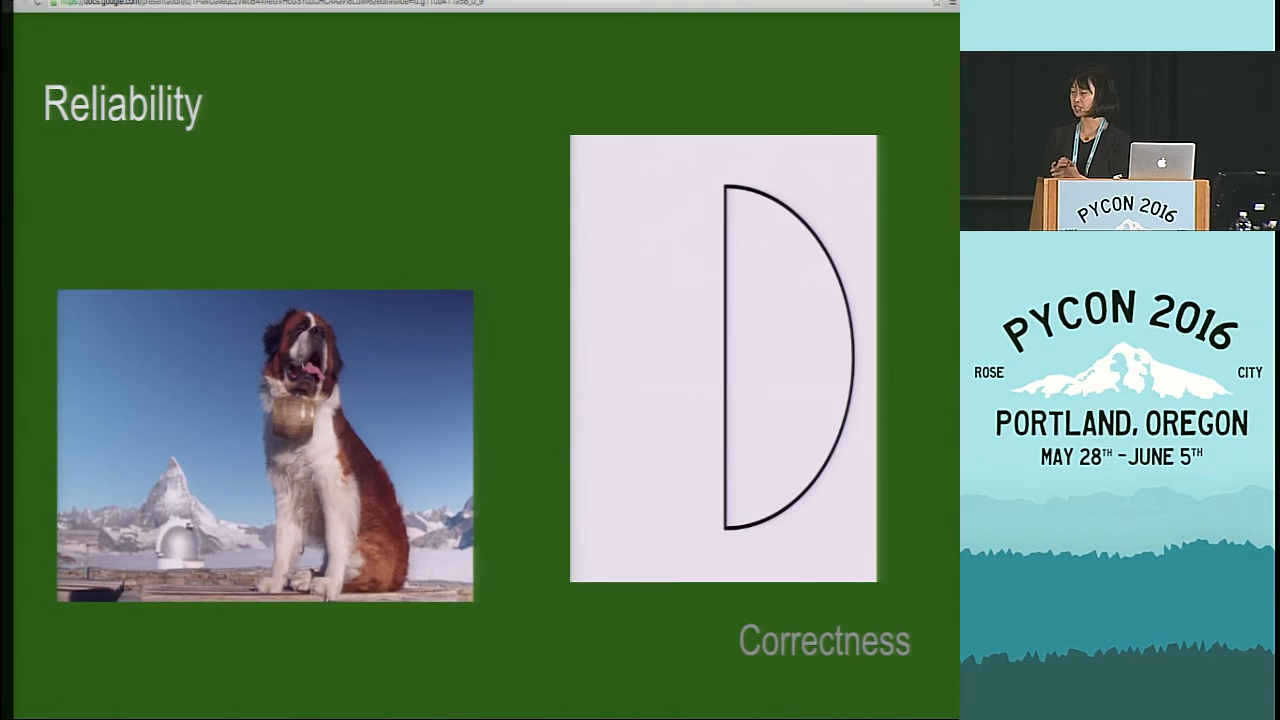 Reliability
Correctness
PYCON 2016
PYCON 2016
ROSE
CITY
PORTLAND, OREGON
MAY 28TH - JUNE 5TH